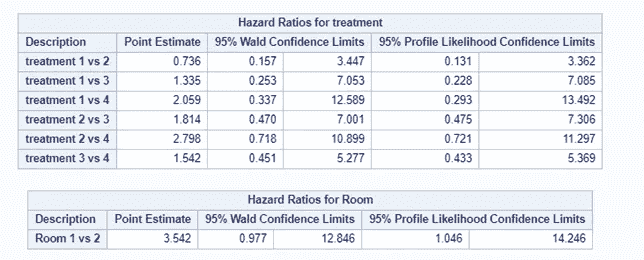 Hazard Ratios for treatment
Description Point Estimate 95% Wald Confidence Limits 95% Profile Likelihood Confidence Limits
treatment 1 vs 2 0.736 0.157 3.447 0.131 3.362
treatment 1 vs 3 1.335 0.253 7.053 0.228 7.085
treatment 1 vs 4 2.059 0.337 12.589 0.293 13.492
treatment 2 vs 3 1.814 0.470 7.001 0.475 7.306
treatment 2 vs 4 2.798 0.718 10.899 0.721 11.297
treatment 3 vs 4 1.542 0.451 5.277 0.433 5.369
Hazard Ratios for Room
Description Point Estimate 95% Wald Confidence Limits 95% Profile Likelihood Confidence Limits
Room 1 vs 2 3.542 0.977 12.846 1.046 14.246